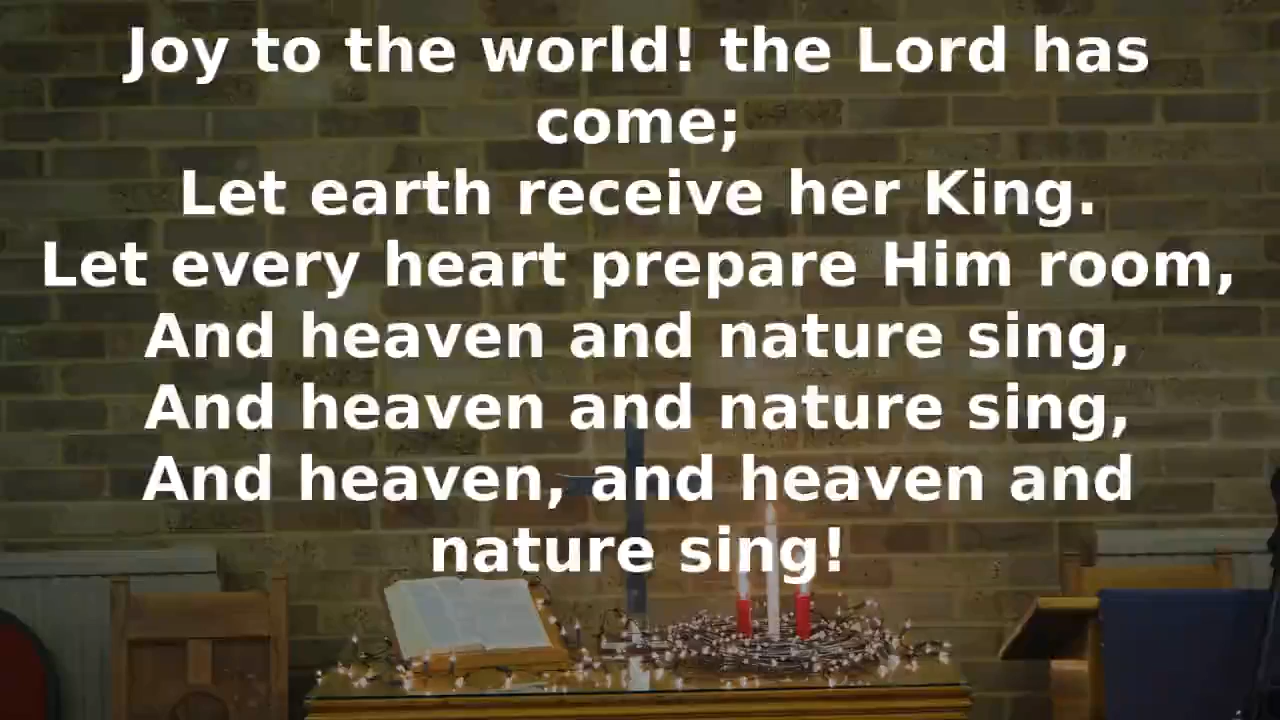 Joy to the world! the Lord has
come;
Let earth receive her King.
Let every heart prepare Him room,
And heaven and nature sing,
And heaven and nature sing,
And heaven, and heaven and
nature sing!